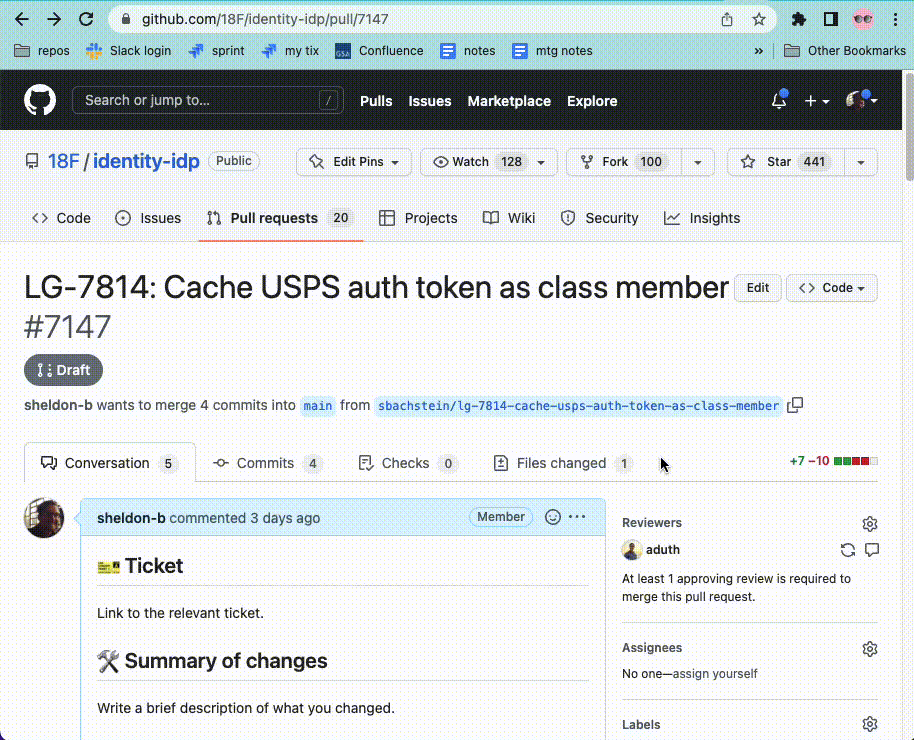 github.com/18F/identity-idp/pull/7147
repos Slack login sprint my tix GSA Confluence notes mtg notes » Other Bookmarks
Search or jump to... / Pulls Issues Marketplace Explore
18F / identity-idp Public Edit Pins Watch 128 Fork 100 Star 441
Code Issues Pull requests 20 Projects Wiki Security Insights
LG-7814: Cache USPS auth token as class member Edit Code
#7147
Draft
sheldon-b wants to merge 4 commits into main from sbachstein/lg-7814-cache-usps-auth-token-as-class-member
Conversation 5 Commits 4 Checks 0 Files changed 1 +7 −10
sheldon-b commented 3 days ago Member
Ticket
Link to the relevant ticket.
Summary of changes
Write a brief description of what you changed.
Reviewers
aduth
At least 1 approving review is required to
merge this pull request.
Assignees
No one—assign yourself
Labels